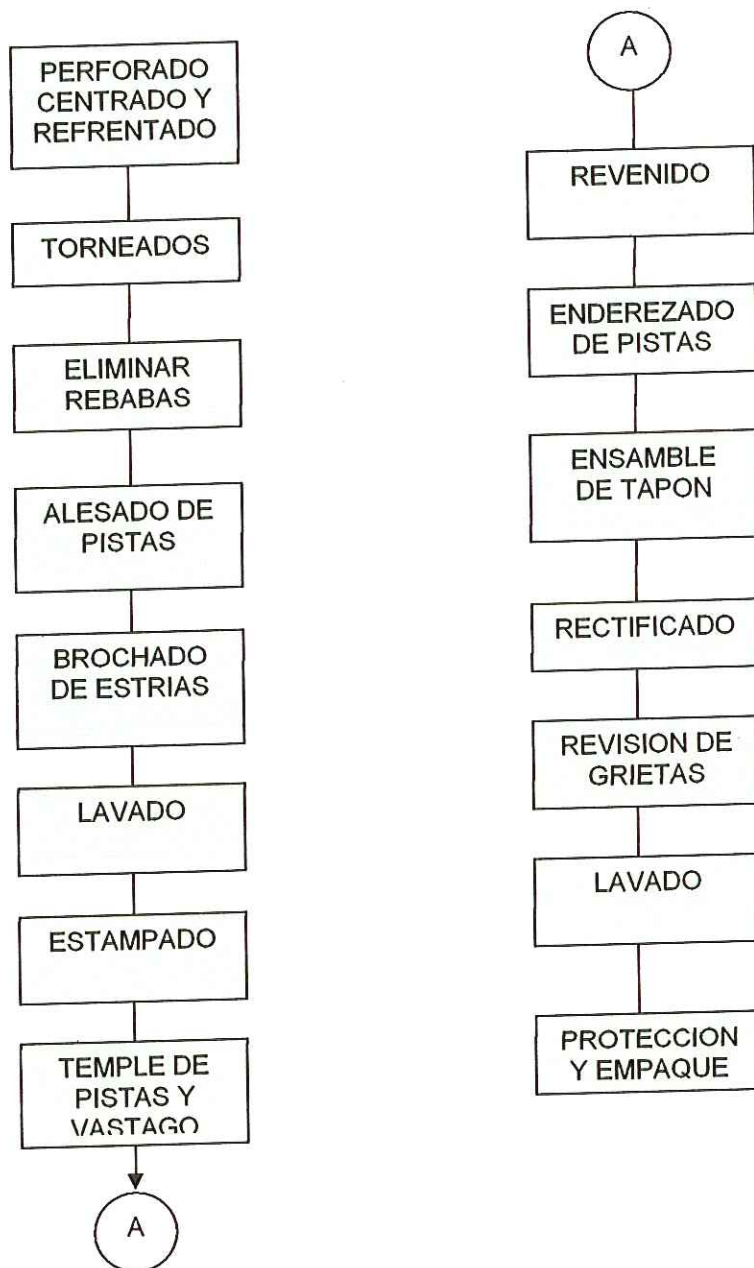 PERFORADO
CENTRADO Y
REFRENTADO
TORNEADOS
ELIMINAR
REBABAS
ALESADO DE
PISTAS
BROCHADO
DE ESTRIAS
LAVADO
ESTAMPADO
TEMPLE DE
PISTAS Y
VASTAGO
A
A
REVENIDO
ENDEREZADO
DE PISTAS
ENSAMBLE
DE TAPON
RECTIFICADO
REVISION DE
GRIETAS
LAVADO
PROTECCION
Y EMPAQUE